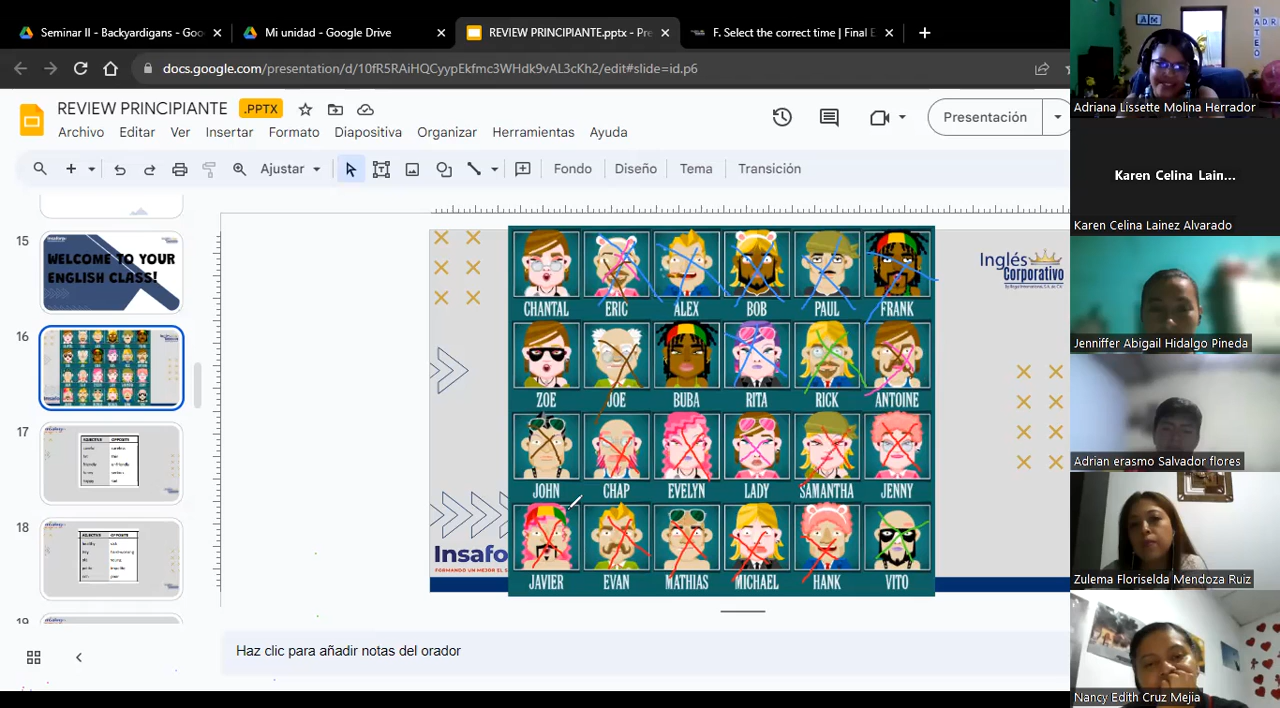 Seminar II - Backyardigans - Goo
Mi unidad - Google Drive
REVIEW PRINCIPIANTE.pptx - Pre
F. Select the correct time | Final E
docs.google.com/presentation/d/10fR5RAiHQCyypEkfmc3WHdk9vAL3cKh2/edit#slide=id.p6
REVIEW PRINCIPIANTE .PPTX
Archivo Editar Ver Insertar Formato Diapositiva Organizar Herramientas Ayuda
Presentación
Ajustar Fondo Diseño Tema Transición
15
WELCOME TO YOUR
ENGLISH CLASS!
16
17
ADJECTIVE OPPOSITE
18
ADJECTIVE OPPOSITE
19
Inglés
Corporativo
CHANTAL ERIC ALEX BOB PAUL FRANK
ZOE JOE BUBA RITA RICK ANTOINE
JOHN CHAP EVELYN LADY SAMANTHA JENNY
JAVIER EVAN MATHIAS MICHAEL HANK VITO
Insafo
FORMANDO UN MEJOR EL S
Haz clic para añadir notas del orador
Adriana Lissette Molina Herrador
Karen Celina Lain...
Karen Celina Lainez Alvarado
Jenniffer Abigail Hidalgo Pineda
Adrian erasmo Salvador flores
Zulema Floriselda Mendoza Ruiz
Nancy Edith Cruz Mejia